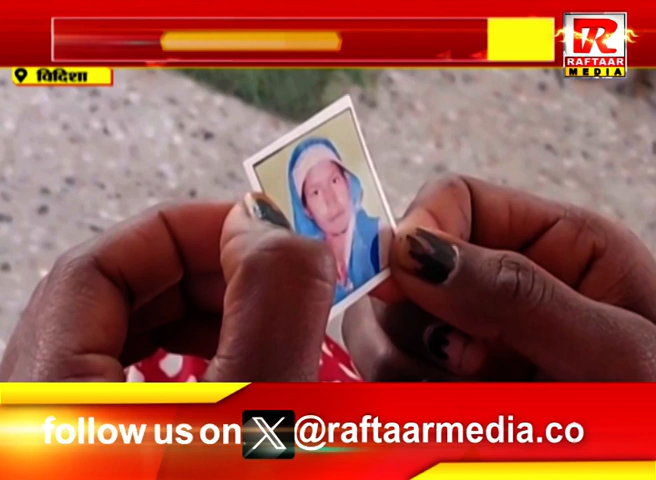 R
RAFTAAR
MEDIA
विदिशा
follow us on X @raftaarmedia.co